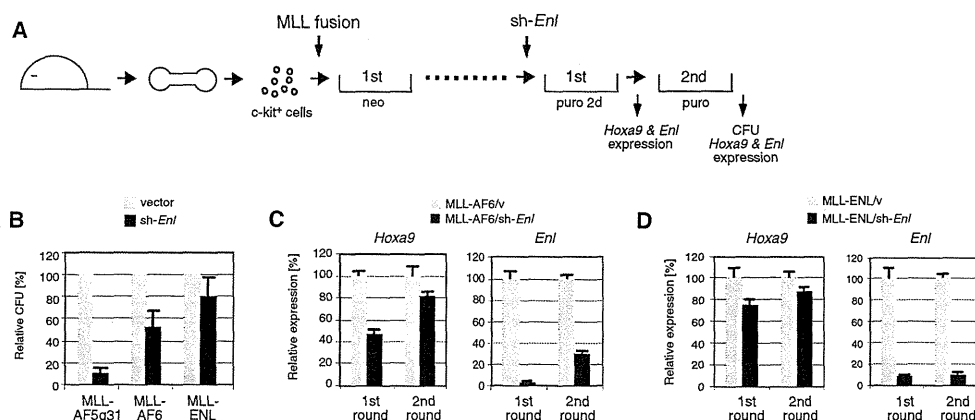 A
MLL fusion
sh-Enl
1st
1st
2nd
neo
puro 2d
puro
c-kit+ cells
Hoxa9 & Enl
expression
CFU
Hoxa9 & Enl
expression
B
vector
sh-Enl
Relative CFU [%]
120
100
80
60
40
20
0
MLL-
AF5q31
MLL-
AF6
MLL-
ENL
C
MLL-AF6/v
MLL-AF6/sh-Enl
Hoxa9
Enl
Relative expression [%]
120
100
80
60
40
20
0
1st
round
2nd
round
120
100
80
60
40
20
0
1st
round
2nd
round
D
MLL-ENL/v
MLL-ENL/sh-Enl
Hoxa9
Enl
Relative expression [%]
120
100
80
60
40
20
0
1st
round
2nd
round
120
100
80
60
40
20
0
1st
round
2nd
round